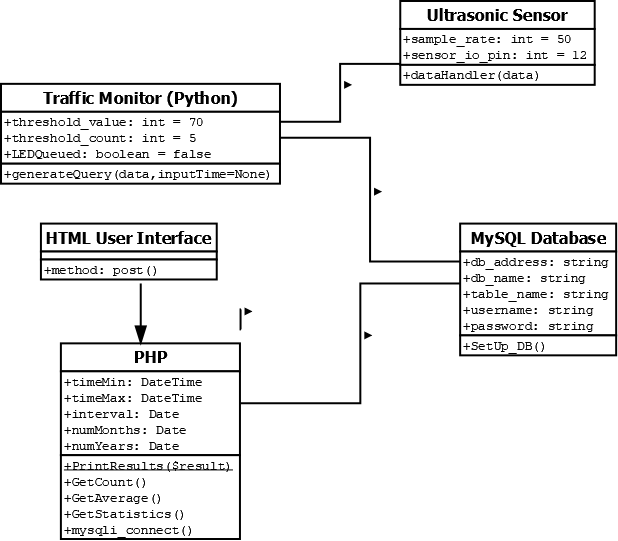 Ultrasonic Sensor
+sample_rate: int = 50
+sensor_io_pin: int = 12
+dataHandler(data)
Traffic Monitor (Python)
+threshold_value: int = 70
+threshold_count: int = 5
+LEDQueued: boolean = false
+generateQuery(data,inputTime=None)
HTML User Interface
+method: post()
MySQL Database
+db_address: string
+db_name: string
+table_name: string
+username: string
+password: string
+SetUp_DB()
PHP
+timeMin: DateTime
+timeMax: DateTime
+interval: Date
+numMonths: Date
+numYears: Date
+PrintResults($result)
+GetCount()
+GetAverage()
+GetStatistics()
+mysqli_connect()